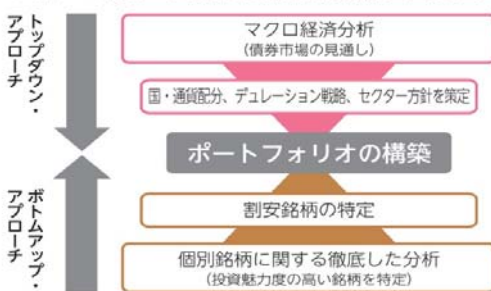 トップダウン・
アプローチ
マクロ経済分析
(債券市場の見通し)
国・通貨配分、デュレーション戦略、セクター方針を策定
ポートフォリオの構築
ボトムアップ・
アプローチ
割安銘柄の特定
個別銘柄に関する徹底した分析
(投資魅力度の高い銘柄を特定)